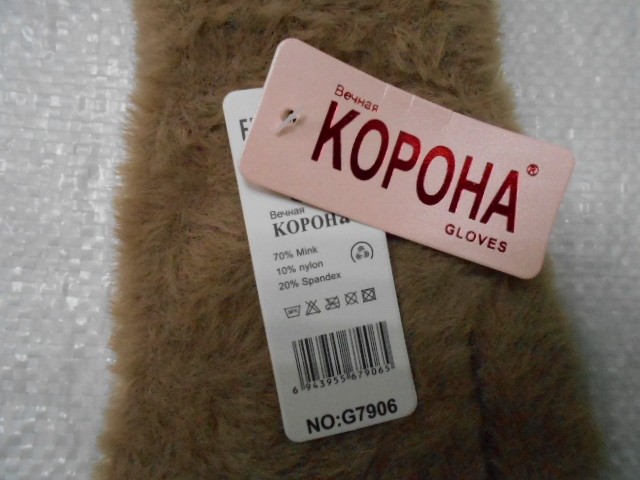 Вечная
КОРОНА®
GLOVES
Вечная
КОРОНа
70% Mink
10% nylon
20% Spandex
6 943955 679065
NO:G7906